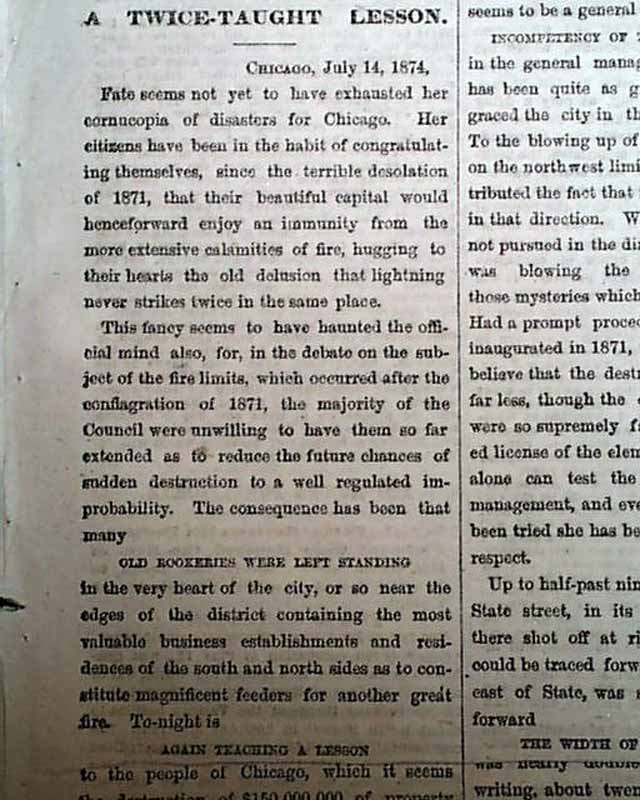 A TWICE-TAUGHT LESSON.
CHICAGO, July 14, 1874,
Fate seems not yet to have exhausted her
cornucopia of disasters for Chicago. Her
citizens have been in the habit of congratulat-
ing themselves, since the terrible desolation
of 1871, that their beautiful capital would
henceforward enjoy an immunity from the
more extensive calamities of fire, hugging to
their hearts the old delusion that lightning
never strikes twice in the same place.
This fancy seems to have haunted the offi-
cial mind also, for, in the debate on the sub-
ject of the fire limits, which occurred after the
conflagration of 1871, the majority of the
Council were unwilling to have them so far
extended as to reduce the future chances of
sudden destruction to a well regulated im-
probability. The consequence has been that
many
OLD ROOKERIES WERE LEFT STANDING
in the very heart of the city, or so near the
edges of the district containing the most
valuable business establishments and resi-
dences of the south and north sides as to con-
stitute magnificent feeders for another great
fire. To-night is
AGAIN TEACHING A LESSON
to the people of Chicago, which it seems
the destruction of $150,000,000 of property
seems to be a general
INCOMPETENCY OF
in the general
has been quite as
graced the city in
To the blowing up of
on the northwest
tributed the fact that
in that direction.
not pursued in the
was blowing the
those mysteries which
Had a prompt
inaugurated in 1871,
believe that the
far less, though the
were so supremely
ed license of the
alone can test the
management, and
been tried she has
respect.
Up to half-past
State street, in its
there shot off at
could be traced
east of State, was
forward
THE WIDTH OF
was nearly doubled
writing, about